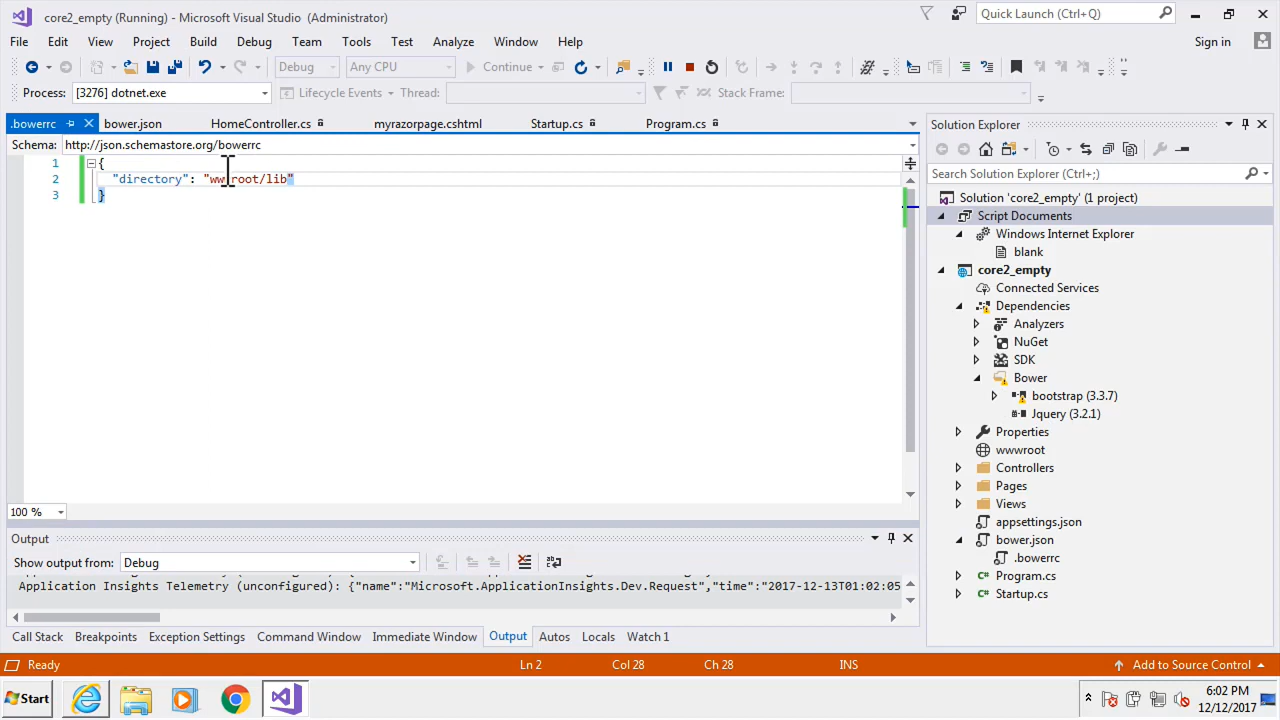 core2_empty (Running) - Microsoft Visual Studio (Administrator)
Quick Launch (Ctrl+Q)
File Edit View Project Build Debug Team Tools Test Analyze Window Help
Sign in
Debug Any CPU Continue
Process: [3276] dotnet.exe Lifecycle Events Thread: Stack Frame:
.bowerrc bower.json HomeController.cs myrazorpage.cshtml Startup.cs Program.cs
Schema: http://json.schemastore.org/bowerrc
1 {
2 "directory": "wwwroot/lib"
3 }
100 %
Solution Explorer
Search Solution Explorer (Ctrl+;)
Solution 'core2_empty' (1 project)
Script Documents
Windows Internet Explorer
blank
core2_empty
Connected Services
Dependencies
Analyzers
NuGet
SDK
Bower
bootstrap (3.3.7)
Jquery (3.2.1)
Properties
wwwroot
Controllers
Pages
Views
appsettings.json
bower.json
.bowerrc
Program.cs
Startup.cs
Output
Show output from: Debug
Application Insights Telemetry (unconfigured): {"name":"Microsoft.ApplicationInsights.Dev.Request","time":"2017-12-13T01:02:05
Call Stack Breakpoints Exception Settings Command Window Immediate Window Output Autos Locals Watch 1
Ready Ln 2 Col 28 Ch 28 INS Add to Source Control
Start
6:02 PM
12/12/2017